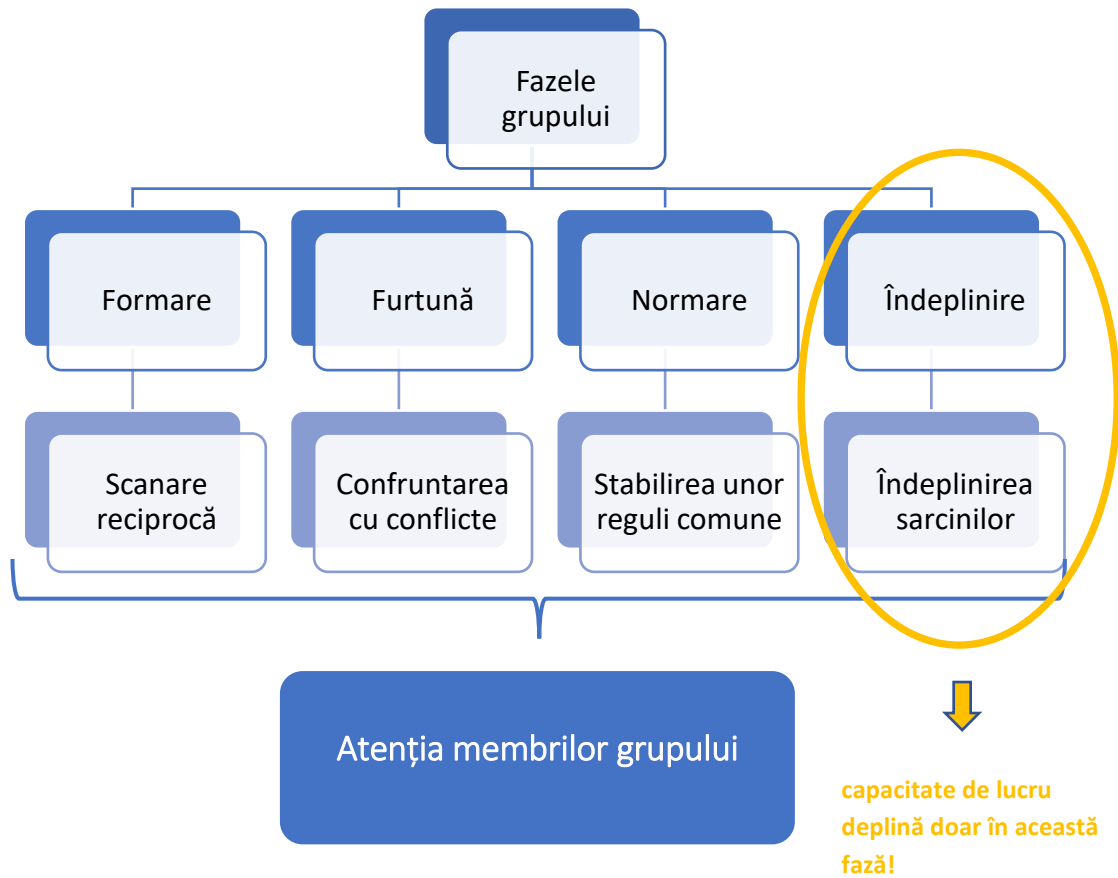 Fazele
grupului
Formare
Furtună
Normare
Îndeplinire
Scanare
reciprocă
Confruntarea
cu conflicte
Stabilirea unor
reguli comune
Îndeplinirea
sarcinilor
Atenția membrilor grupului
capacitate de lucru
deplină doar în această
fază!